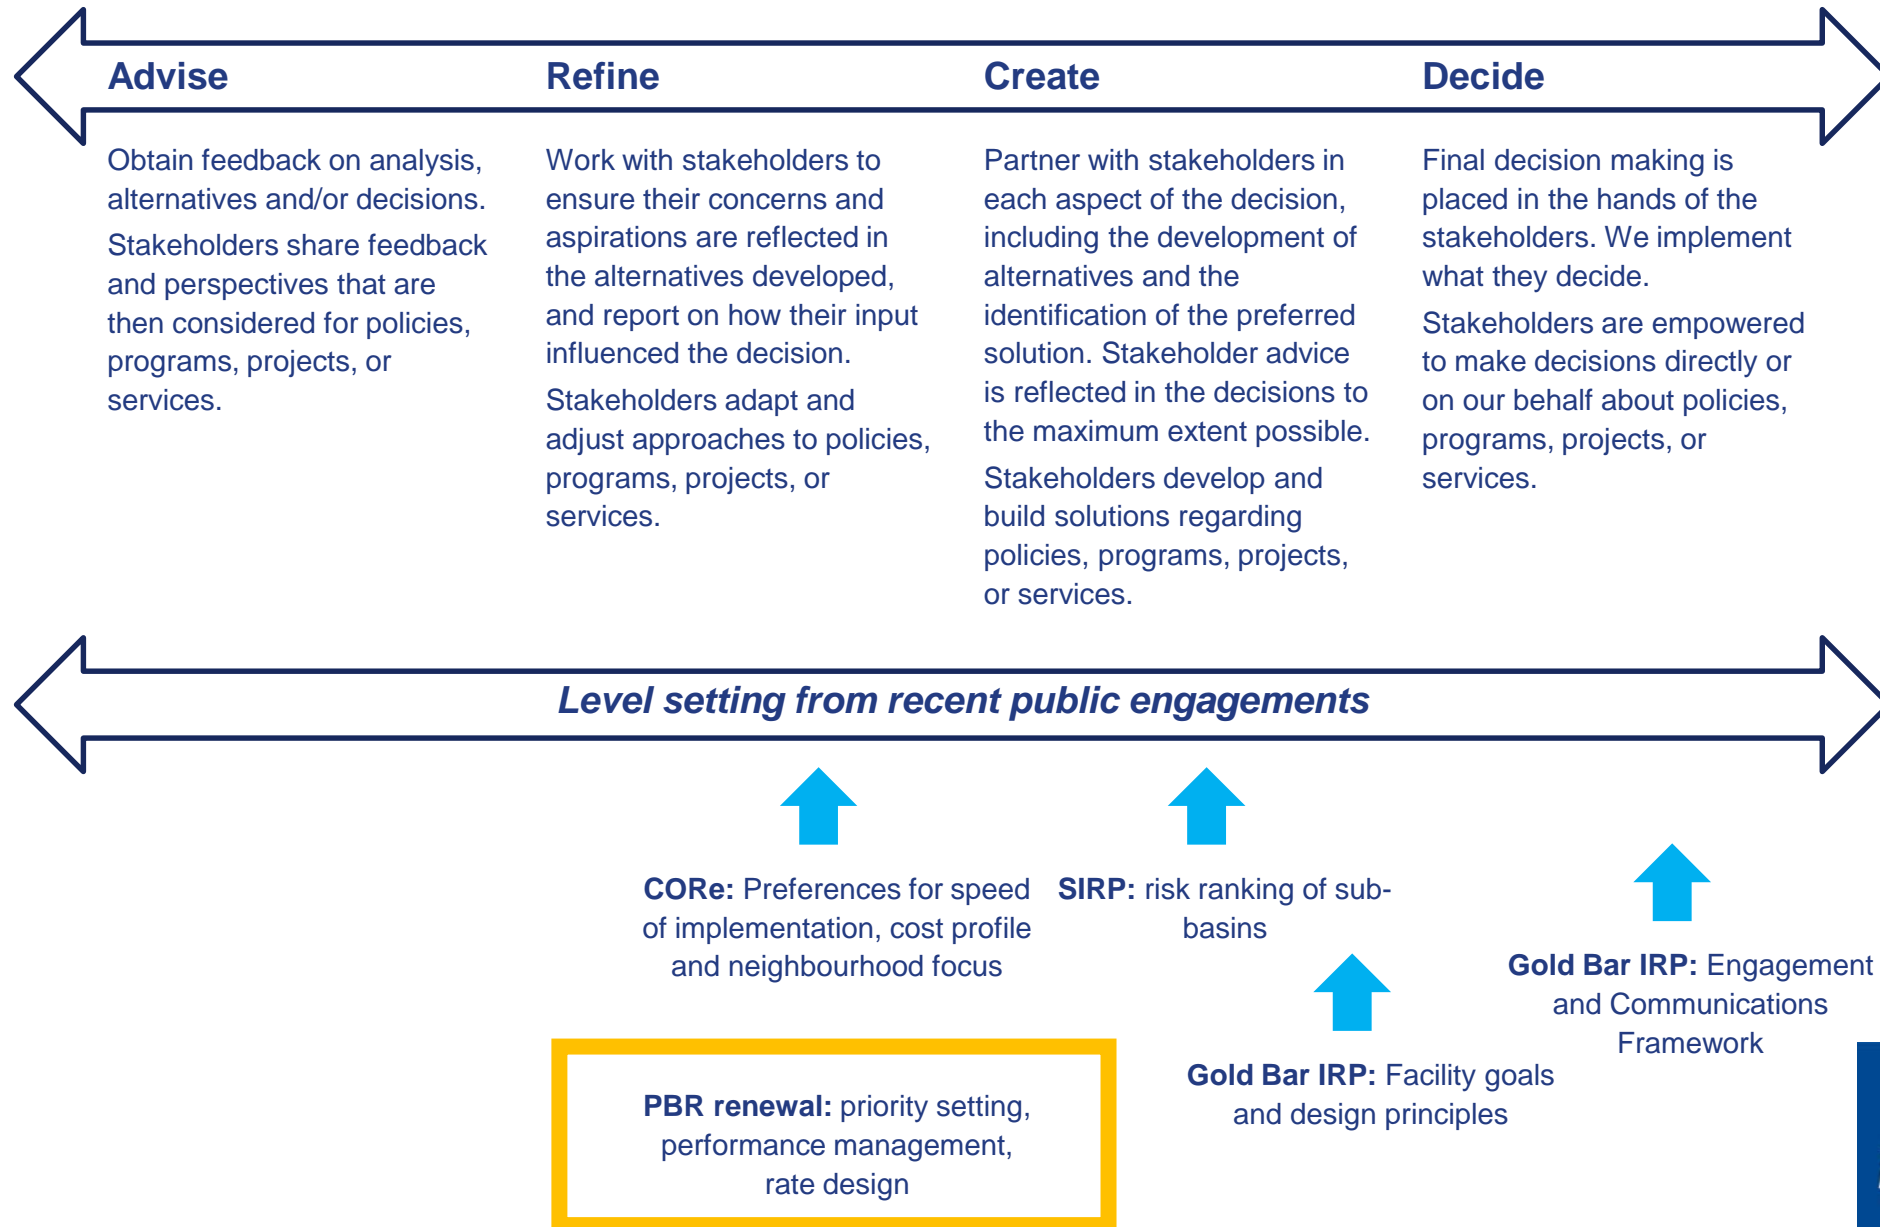 Advise
Refine
Create
Decide
Obtain feedback on analysis,
alternatives and/or decisions.
Stakeholders share feedback
and perspectives that are
then considered for policies,
programs, projects, or
services.
Work with stakeholders to
ensure their concerns and
aspirations are reflected in
the alternatives developed,
and report on how their input
influenced the decision.
Stakeholders adapt and
adjust approaches to policies,
programs, projects, or
services.
Partner with stakeholders in
each aspect of the decision,
including the development of
alternatives and the
identification of the preferred
solution. Stakeholder advice
is reflected in the decisions to
the maximum extent possible.
Stakeholders develop and
build solutions regarding
policies, programs, projects,
or services.
Final decision making is
placed in the hands of the
stakeholders. We implement
what they decide.
Stakeholders are empowered
to make decisions directly or
on our behalf about policies,
programs, projects, or
services.
Level setting from recent public engagements
CORe: Preferences for speed
of implementation, cost profile
and neighbourhood focus
SIRP: risk ranking of sub-
basins
Gold Bar IRP: Engagement
and Communications
Framework
Gold Bar IRP: Facility goals
and design principles
PBR renewal: priority setting,
performance management,
rate design